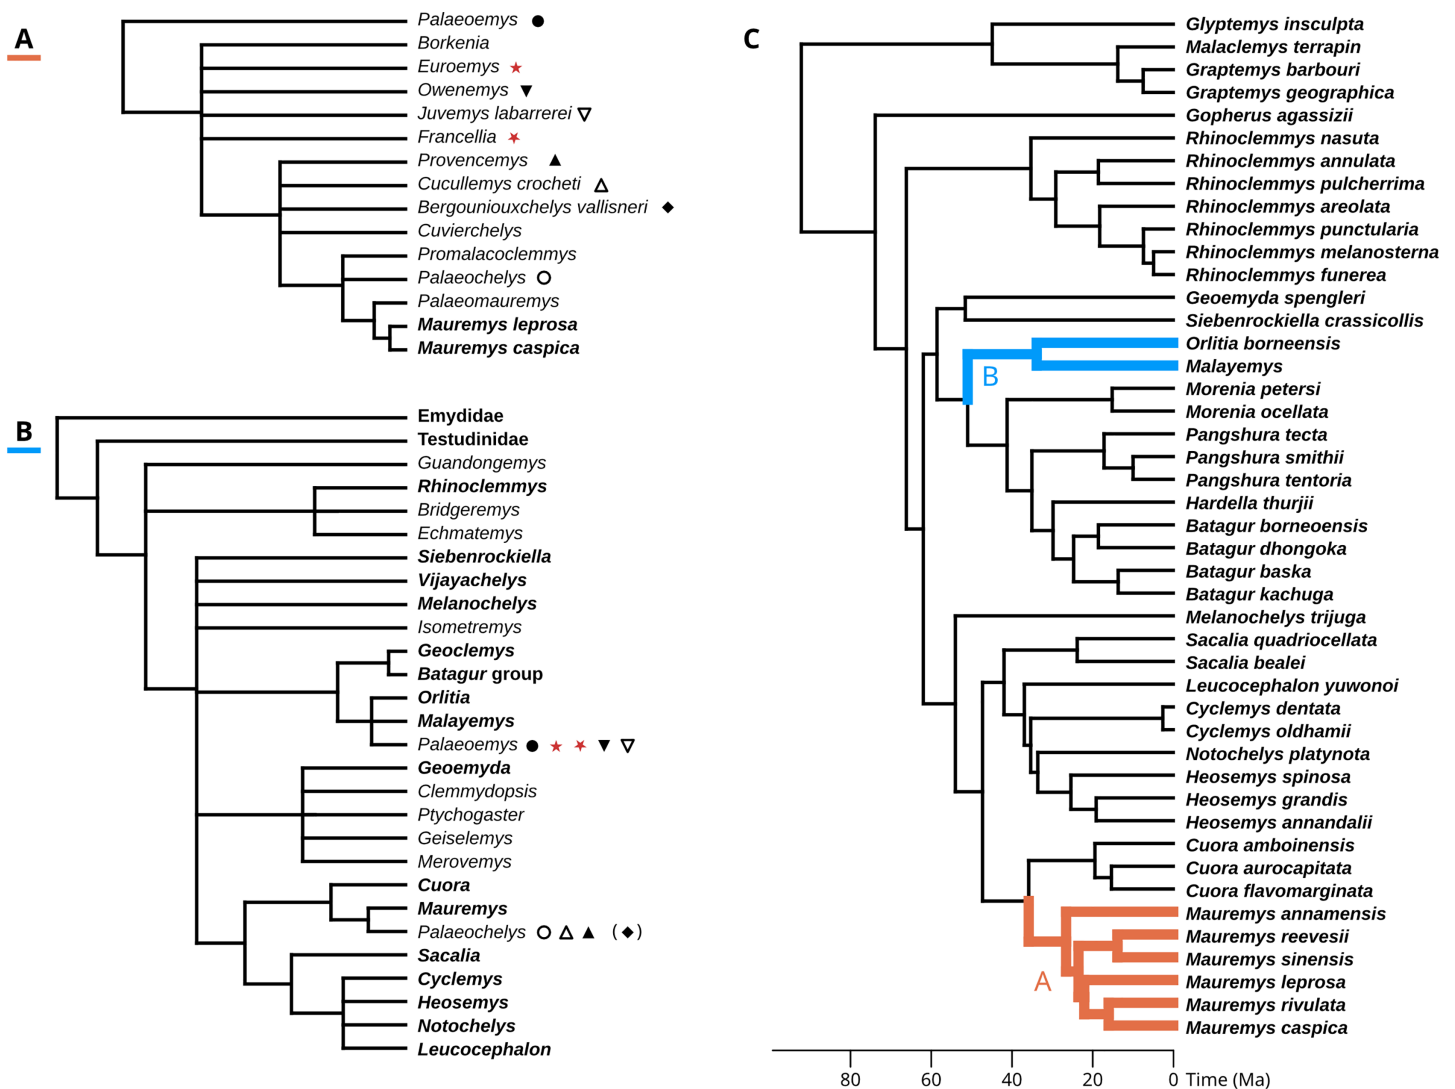 A
Palaeoemys
Borkenia
Euroemys
Owenemys
Juvemys labarrerei
Francellia
Provencemys
Cucullemys crocheti
Bergouniouxchelys vallisneri
Cuvierchelys
Promalacoclemmys
Palaeochelys
Palaeomauremys
Mauremys leprosa
Mauremys caspica
B
Emydidae
Testudinidae
Guandongemys
Rhinoclemmys
Bridgeremys
Echmatemys
Siebenrockiella
Vijayachelys
Melanochelys
Isometremys
Geoclemys
Batagur group
Orlitia
Malayemys
Palaeoemys
Geoemyda
Clemmydopsis
Ptychogaster
Geiselemys
Merovemys
Cuora
Mauremys
Palaeochelys ( )
Sacalia
Cyclemys
Heosemys
Notochelys
Leucocephalon
C
Glyptemys insculpta
Malaclemys terrapin
Graptemys barbouri
Graptemys geographica
Gopherus agassizii
Rhinoclemmys nasuta
Rhinoclemmys annulata
Rhinoclemmys pulcherrima
Rhinoclemmys areolata
Rhinoclemmys punctularia
Rhinoclemmys melanosterna
Rhinoclemmys funerea
Geoemyda spengleri
Siebenrockiella crassicollis
Orlitia borneensis
B
Malayemys
Morenia petersi
Morenia ocellata
Pangshura tecta
Pangshura smithii
Pangshura tentoria
Hardella thurjii
Batagur borneoensis
Batagur dhongoka
Batagur baska
Batagur kachuga
Melanochelys trijuga
Sacalia quadriocellata
Sacalia bealei
Leucocephalon yuwonoi
Cyclemys dentata
Cyclemys oldhamii
Notochelys platynota
Heosemys spinosa
Heosemys grandis
Heosemys annandalii
Cuora amboinensis
Cuora aurocapitata
Cuora flavomarginata
Mauremys annamensis
Mauremys reevesii
Mauremys sinensis
A
Mauremys leprosa
Mauremys rivulata
Mauremys caspica
80 60 40 20 0 Time (Ma)